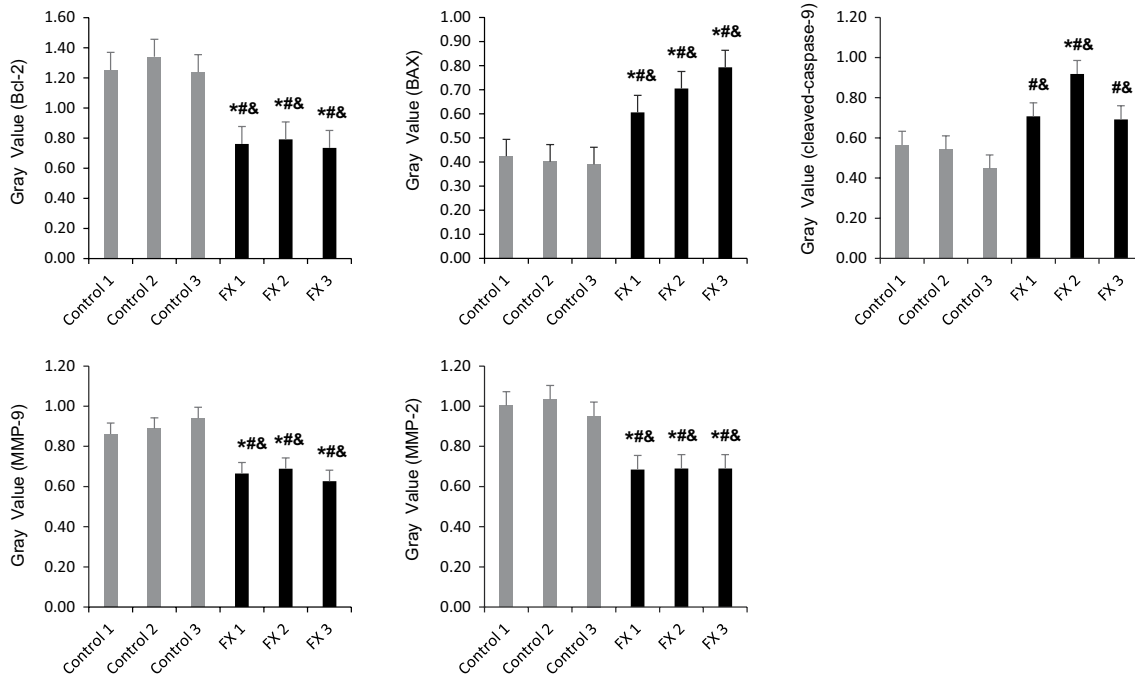 Gray Value (Bcl-2)
1.60
1.40
1.20
1.00
0.80
0.60
0.40
0.20
0.00
*#&
*#&
*#&
Control 1
Control 2
Control 3
FX 1
FX 2
FX 3
Gray Value (BAX)
1.00
0.90
0.80
0.70
0.60
0.50
0.40
0.30
0.20
0.10
0.00
*#&
*#&
*#&
Control 1
Control 2
Control 3
FX 1
FX 2
FX 3
Gray Value (cleaved-caspase-9)
1.20
1.00
0.80
0.60
0.40
0.20
0.00
#&
*#&
#&
Control 1
Control 2
Control 3
FX 1
FX 2
FX 3
Gray Value (MMP-9)
1.20
1.00
0.80
0.60
0.40
0.20
0.00
*#&
*#&
*#&
Control 1
Control 2
Control 3
FX 1
FX 2
FX 3
Gray Value (MMP-2)
1.20
1.00
0.80
0.60
0.40
0.20
0.00
*#&
*#&
*#&
Control 1
Control 2
Control 3
FX 1
FX 2
FX 3